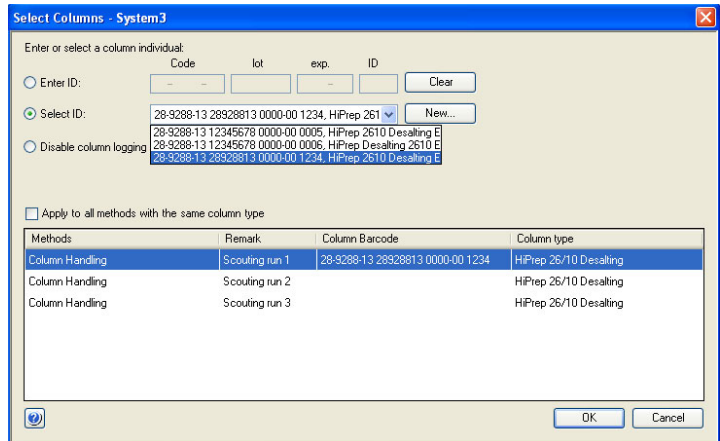 Select Columns - System3
Enter or select a column individual:
Code lot exp. ID
Enter ID: - - - Clear
Select ID: 28-9288-13 28928813 0000-00 1234, HiPrep 261 New...
28-9288-13 12345678 0000-00 0005, HiPrep 2610 Desalting E
Disable column logging 28-9288-13 12345678 0000-00 0006, HiPrep Desalting 2610 E
28-9288-13 28928813 0000-00 1234, HiPrep 2610 Desalting E
Apply to all methods with the same column type
Methods Remark Column Barcode Column type
Column Handling Scouting run 1 28-9288-13 28928813 0000-00 1234 HiPrep 26/10 Desalting
Column Handling Scouting run 2 HiPrep 26/10 Desalting
Column Handling Scouting run 3 HiPrep 26/10 Desalting
? OK Cancel